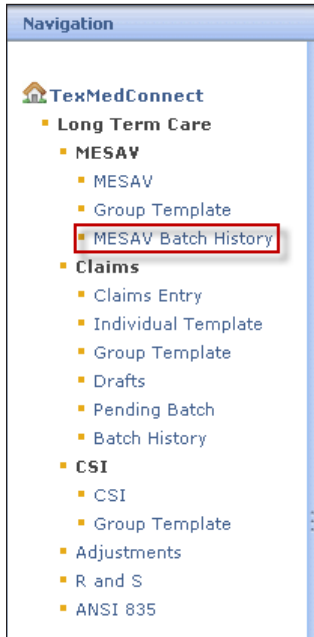 Navigation
TexMedConnect
Long Term Care
MESAV
MESAV
Group Template
MESAV Batch History
Claims
Claims Entry
Individual Template
Group Template
Drafts
Pending Batch
Batch History
CSI
CSI
Group Template
Adjustments
R and S
ANSI 835